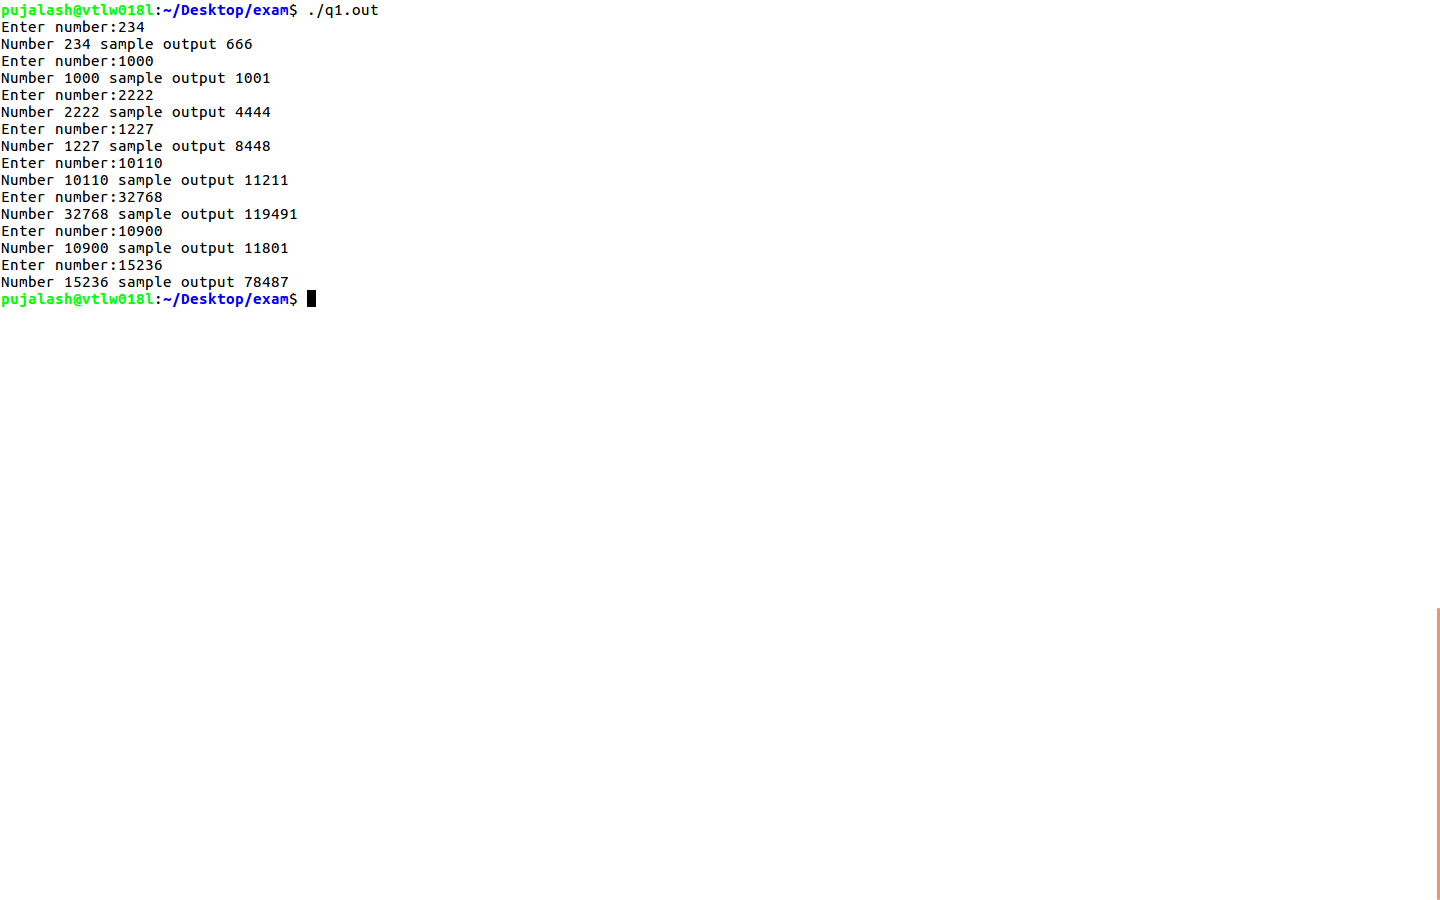 pujalash@vtlw018l:~/Desktop/exam$ ./q1.out
Enter number:234
Number 234 sample output 666
Enter number:1000
Number 1000 sample output 1001
Enter number:2222
Number 2222 sample output 4444
Enter number:1227
Number 1227 sample output 8448
Enter number:10110
Number 10110 sample output 11211
Enter number:32768
Number 32768 sample output 119491
Enter number:10900
Number 10900 sample output 11801
Enter number:15236
Number 15236 sample output 78487
pujalash@vtlw018l:~/Desktop/exam$